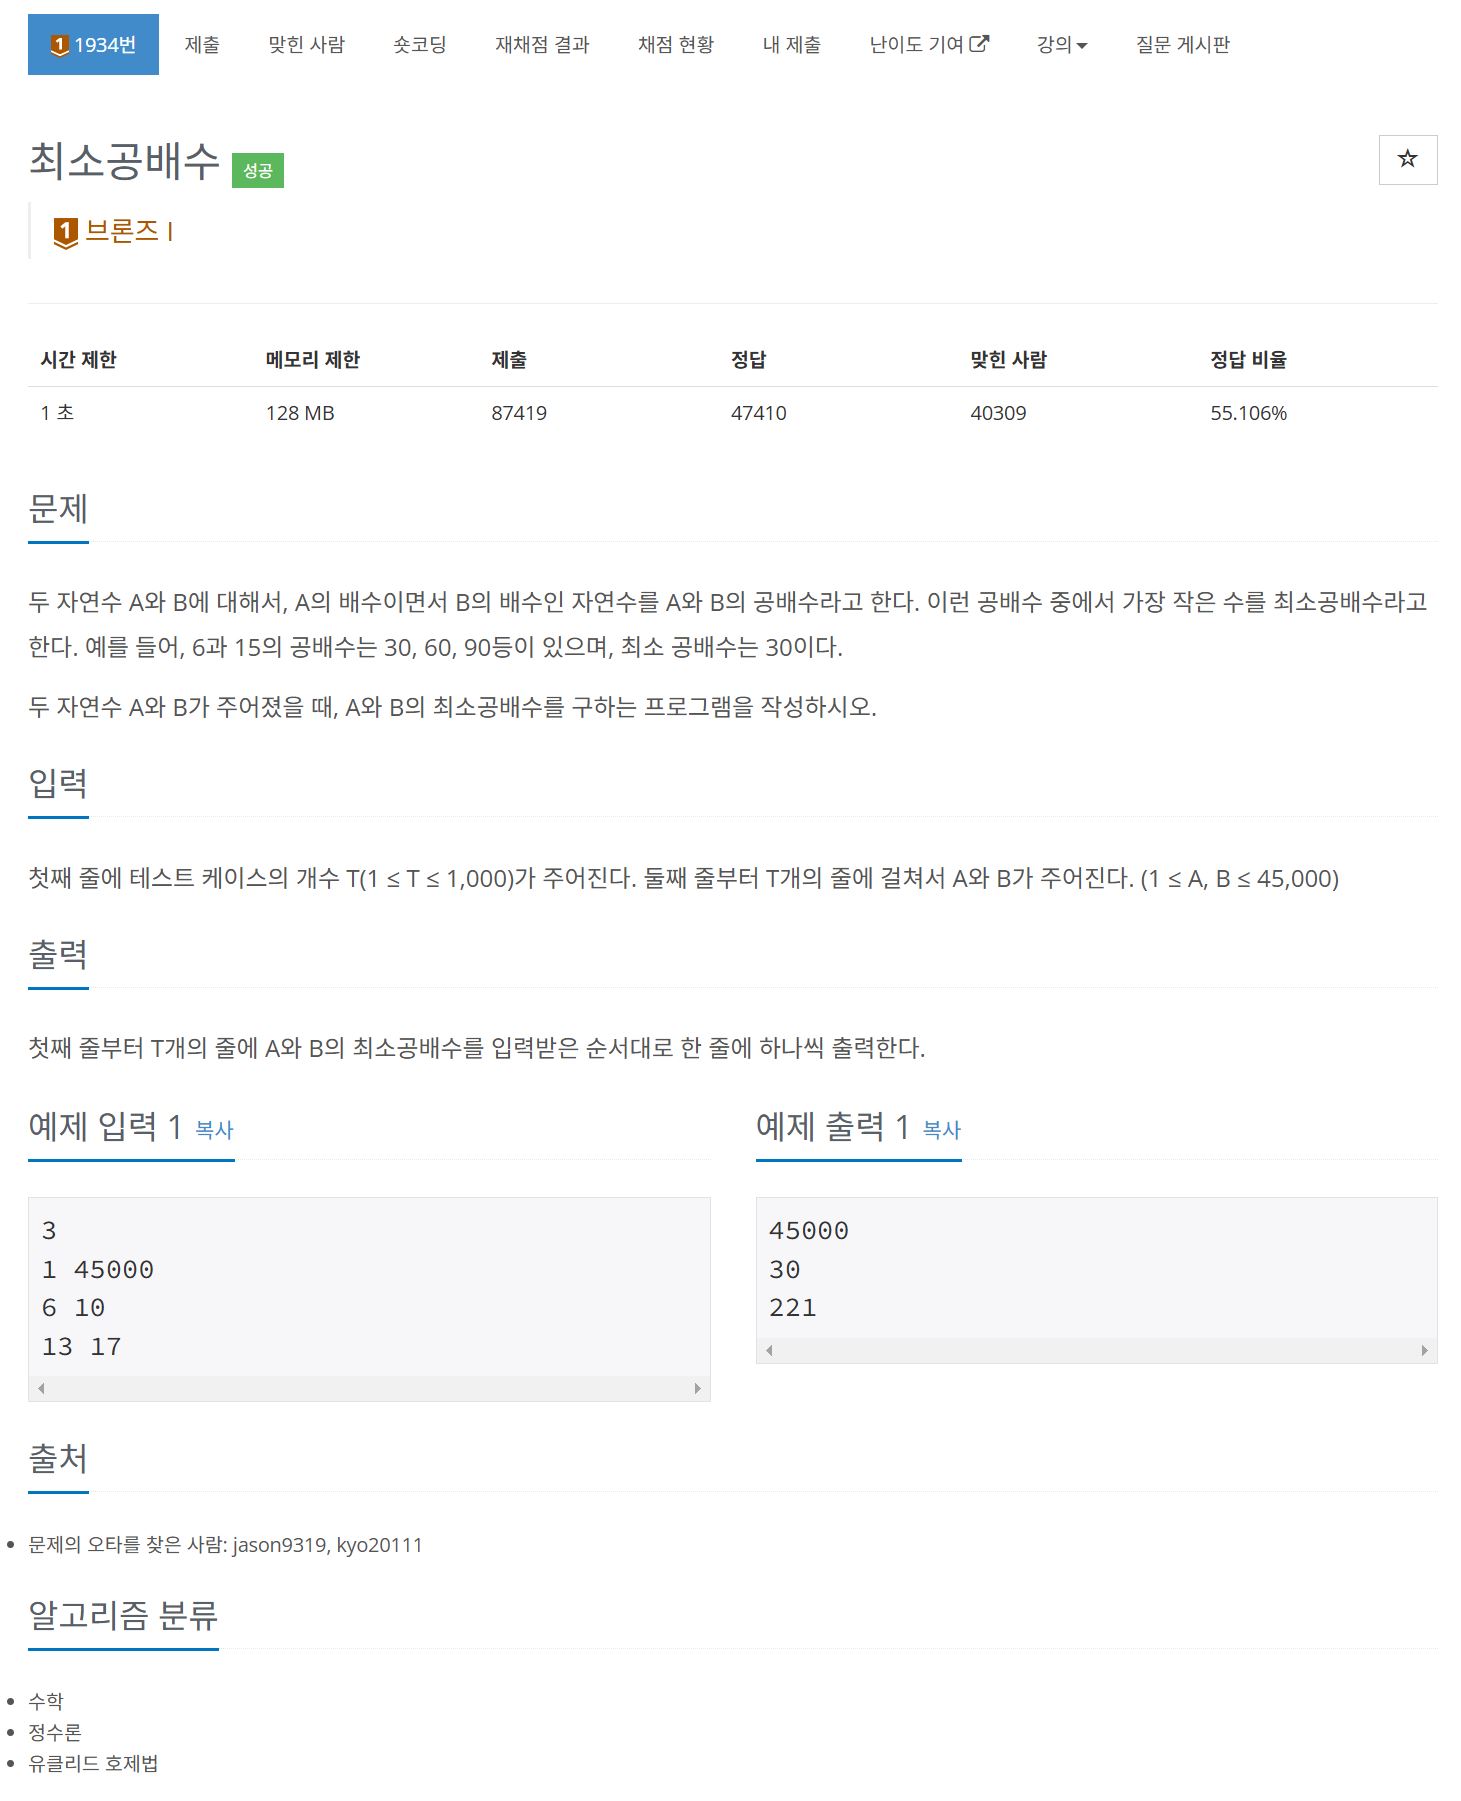 1 1934번 제출 맞힌 사람 숏코딩 재채점 결과 채점 현황 내 제출 난이도 기여 강의 질문 게시판
최소공배수 성공
1 브론즈 I
시간 제한 메모리 제한 제출 정답 맞힌 사람 정답 비율
1 초 128 MB 87419 47410 40309 55.106%
문제
두 자연수 A와 B에 대해서, A의 배수이면서 B의 배수인 자연수를 A와 B의 공배수라고 한다. 이런 공배수 중에서 가장 작은 수를 최소공배수라고
한다. 예를 들어, 6과 15의 공배수는 30, 60, 90등이 있으며, 최소 공배수는 30이다.
두 자연수 A와 B가 주어졌을 때, A와 B의 최소공배수를 구하는 프로그램을 작성하시오.
입력
첫째 줄에 테스트 케이스의 개수 T(1 ≤ T ≤ 1,000)가 주어진다. 둘째 줄부터 T개의 줄에 걸쳐서 A와 B가 주어진다. (1 ≤ A, B ≤ 45,000)
출력
첫째 줄부터 T개의 줄에 A와 B의 최소공배수를 입력받은 순서대로 한 줄에 하나씩 출력한다.
예제 입력 1 복사
3
1 45000
6 10
13 17
예제 출력 1 복사
45000
30
221
출처
문제의 오타를 찾은 사람: jason9319, kyo20111
알고리즘 분류
수학
정수론
유클리드 호제법